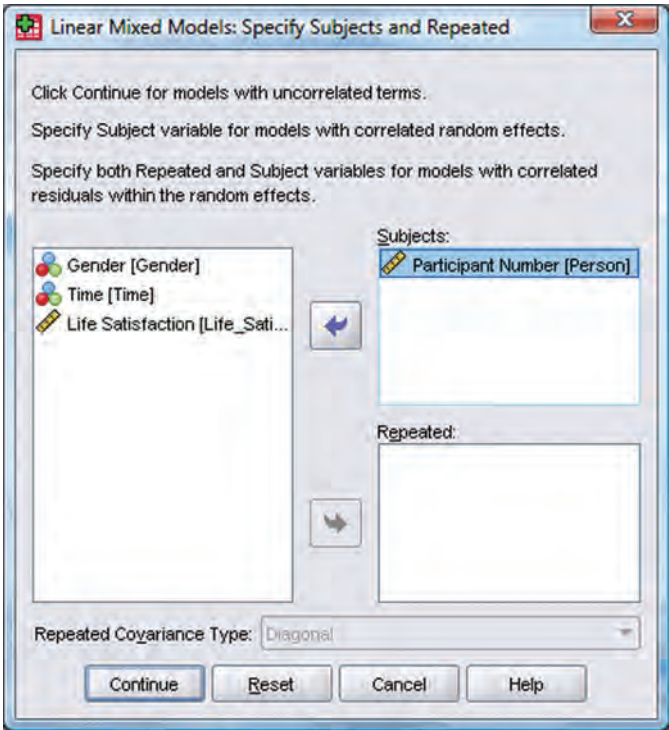 Linear Mixed Models: Specify Subjects and Repeated
Click Continue for models with uncorrelated terms.
Specify Subject variable for models with correlated random effects.
Specify both Repeated and Subject variables for models with correlated
residuals within the random effects.
Subjects:
Gender [Gender]
Time [Time]
Life Satisfaction [Life_Sati...
Participant Number [Person]
Repeated:
Repeated Covariance Type: Diagonal
Continue Reset Cancel Help